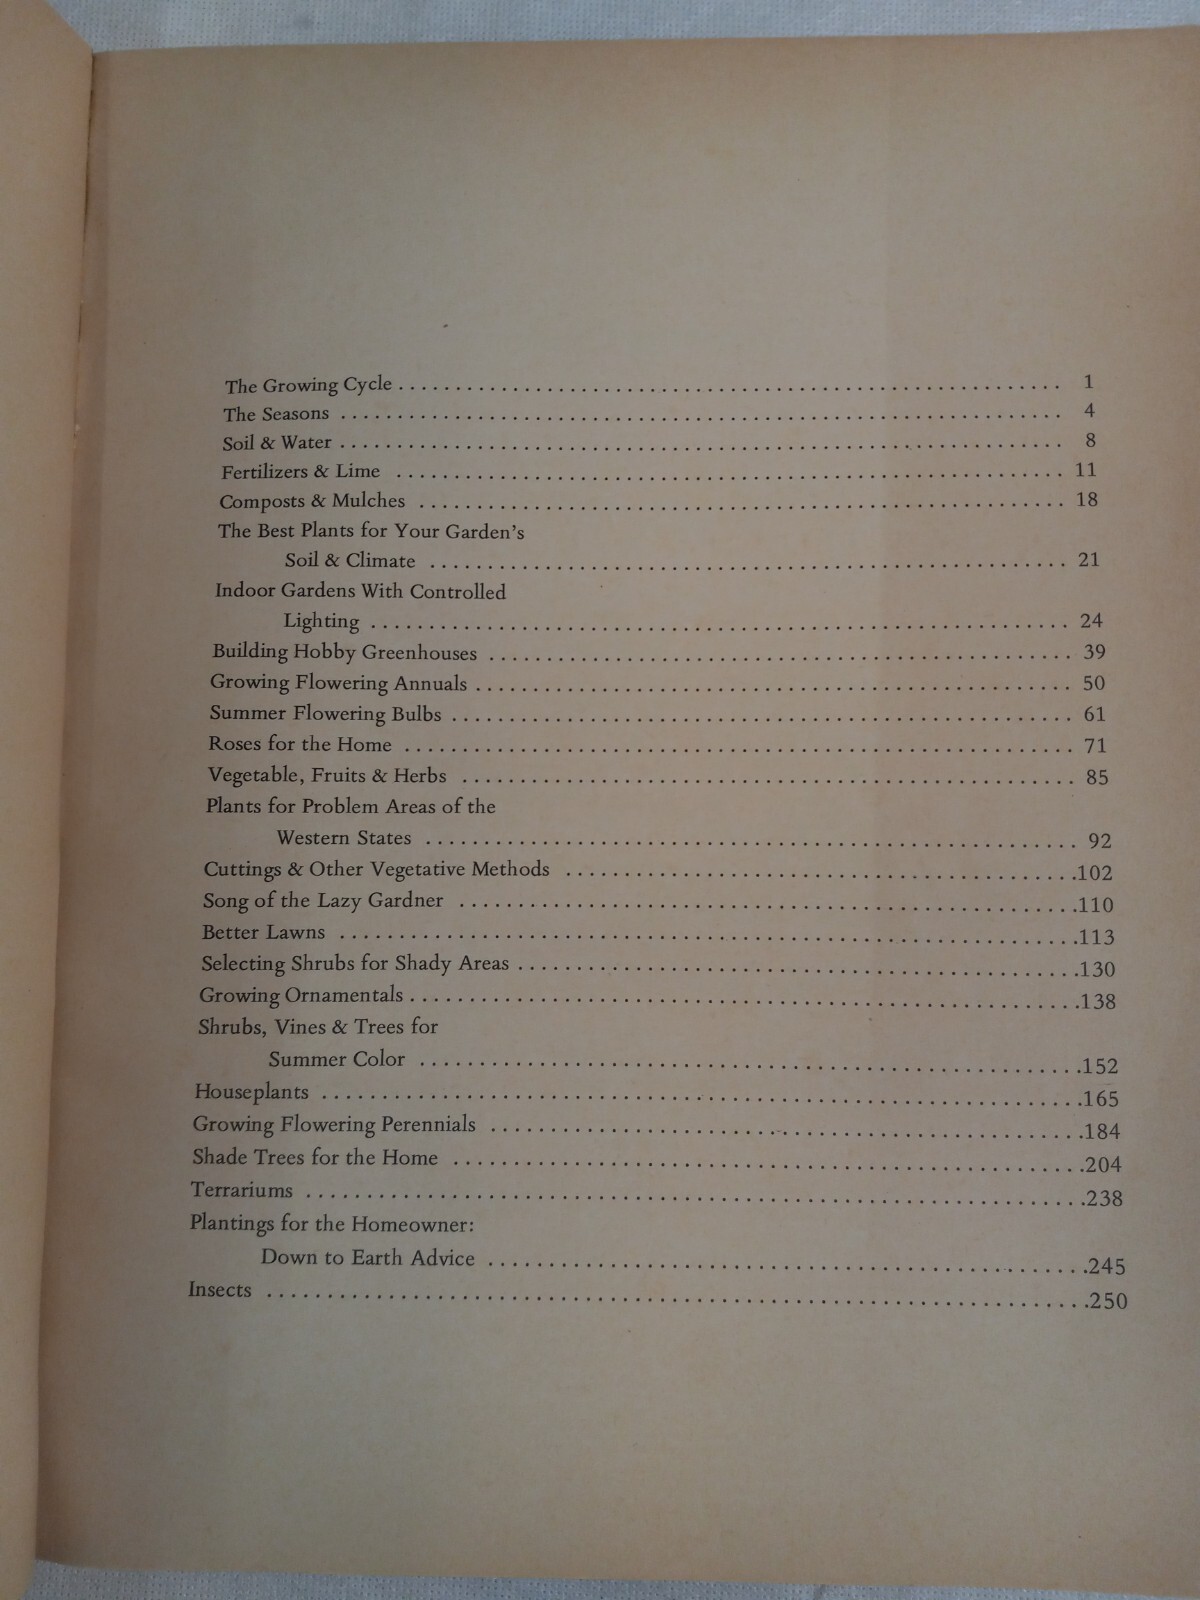 The Growing Cycle . . . . . . . . . . . . . . . . . . . . . . . . . . . . . . . . . . . . . . . . . . . . . . . . . . . . . . . . . . 1
The Seasons . . . . . . . . . . . . . . . . . . . . . . . . . . . . . . . . . . . . . . . . . . . . . . . . . . . . . . . . . . . . . . . 4
Soil & Water . . . . . . . . . . . . . . . . . . . . . . . . . . . . . . . . . . . . . . . . . . . . . . . . . . . . . . . . . . . . . . . 8
Fertilizers & Lime . . . . . . . . . . . . . . . . . . . . . . . . . . . . . . . . . . . . . . . . . . . . . . . . . . . . . . . . . . 11
Composts & Mulches . . . . . . . . . . . . . . . . . . . . . . . . . . . . . . . . . . . . . . . . . . . . . . . . . . . . . . . . 18
The Best Plants for Your Garden's
Soil & Climate . . . . . . . . . . . . . . . . . . . . . . . . . . . . . . . . . . . . . . . . . . . . . . . . . . . . . . . 21
Indoor Gardens With Controlled
Lighting . . . . . . . . . . . . . . . . . . . . . . . . . . . . . . . . . . . . . . . . . . . . . . . . . . . . . . . . . . . . 24
Building Hobby Greenhouses . . . . . . . . . . . . . . . . . . . . . . . . . . . . . . . . . . . . . . . . . . . . . . . . . . 39
Growing Flowering Annuals . . . . . . . . . . . . . . . . . . . . . . . . . . . . . . . . . . . . . . . . . . . . . . . . . . . 50
Summer Flowering Bulbs . . . . . . . . . . . . . . . . . . . . . . . . . . . . . . . . . . . . . . . . . . . . . . . . . . . . . 61
Roses for the Home . . . . . . . . . . . . . . . . . . . . . . . . . . . . . . . . . . . . . . . . . . . . . . . . . . . . . . . . . 71
Vegetable, Fruits & Herbs . . . . . . . . . . . . . . . . . . . . . . . . . . . . . . . . . . . . . . . . . . . . . . . . . . . . 85
Plants for Problem Areas of the
Western States . . . . . . . . . . . . . . . . . . . . . . . . . . . . . . . . . . . . . . . . . . . . . . . . . . . . . . . 92
Cuttings & Other Vegetative Methods . . . . . . . . . . . . . . . . . . . . . . . . . . . . . . . . . . . . . . . . . . .102
Song of the Lazy Gardner . . . . . . . . . . . . . . . . . . . . . . . . . . . . . . . . . . . . . . . . . . . . . . . . . . . . .110
Better Lawns . . . . . . . . . . . . . . . . . . . . . . . . . . . . . . . . . . . . . . . . . . . . . . . . . . . . . . . . . . . . . . .113
Selecting Shrubs for Shady Areas . . . . . . . . . . . . . . . . . . . . . . . . . . . . . . . . . . . . . . . . . . . . . . .130
Growing Ornamentals . . . . . . . . . . . . . . . . . . . . . . . . . . . . . . . . . . . . . . . . . . . . . . . . . . . . . . . .138
Shrubs, Vines & Trees for
Summer Color . . . . . . . . . . . . . . . . . . . . . . . . . . . . . . . . . . . . . . . . . . . . . . . . . . . . . . . .152
Houseplants . . . . . . . . . . . . . . . . . . . . . . . . . . . . . . . . . . . . . . . . . . . . . . . . . . . . . . . . . . . . . . . .165
Growing Flowering Perennials . . . . . . . . . . . . . . . . . . . . . . . . . . . . . . . . . . . . . . . . . . . . . . . . . .184
Shade Trees for the Home . . . . . . . . . . . . . . . . . . . . . . . . . . . . . . . . . . . . . . . . . . . . . . . . . . . . .204
Terrariums . . . . . . . . . . . . . . . . . . . . . . . . . . . . . . . . . . . . . . . . . . . . . . . . . . . . . . . . . . . . . . . . .238
Plantings for the Homeowner:
Down to Earth Advice . . . . . . . . . . . . . . . . . . . . . . . . . . . . . . . . . . . . . . . . . . . . . . . . . .245
Insects . . . . . . . . . . . . . . . . . . . . . . . . . . . . . . . . . . . . . . . . . . . . . . . . . . . . . . . . . . . . . . . . . . . .250